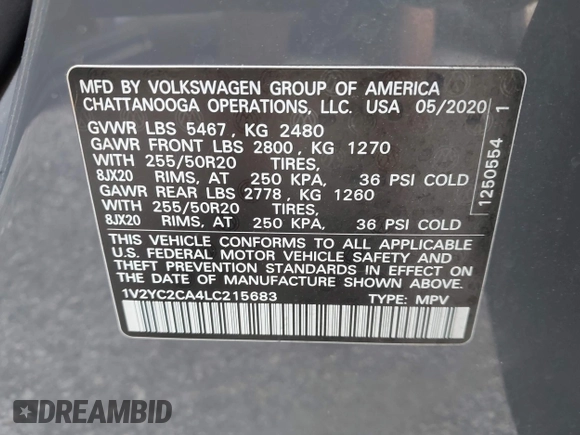 MFD BY VOLKSWAGEN GROUP OF AMERICA
CHATTANOOGA OPERATIONS, LLC. USA 05/2020
GVWR LBS 5467, KG 2480
GAWR FRONT LBS 2800, KG 1270
WITH 255/50R20 TIRES,
8JX20 RIMS, AT 250 KPA, 36 PSI COLD
GAWR REAR LBS 2778, KG 1260
WITH 255/50R20 TIRES,
8JX20 RIMS, AT 250 KPA, 36 PSI COLD
THIS VEHICLE CONFORMS TO ALL APPLICABLE
U.S. FEDERAL MOTOR VEHICLE SAFETY AND
THEFT PREVENTION STANDARDS IN EFFECT ON
THE DATE OF MANUFACTURE SHOWN ABOVE.
1V2YC2CA4LC215683 TYPE: MPV
1250554 1
DREAMBID